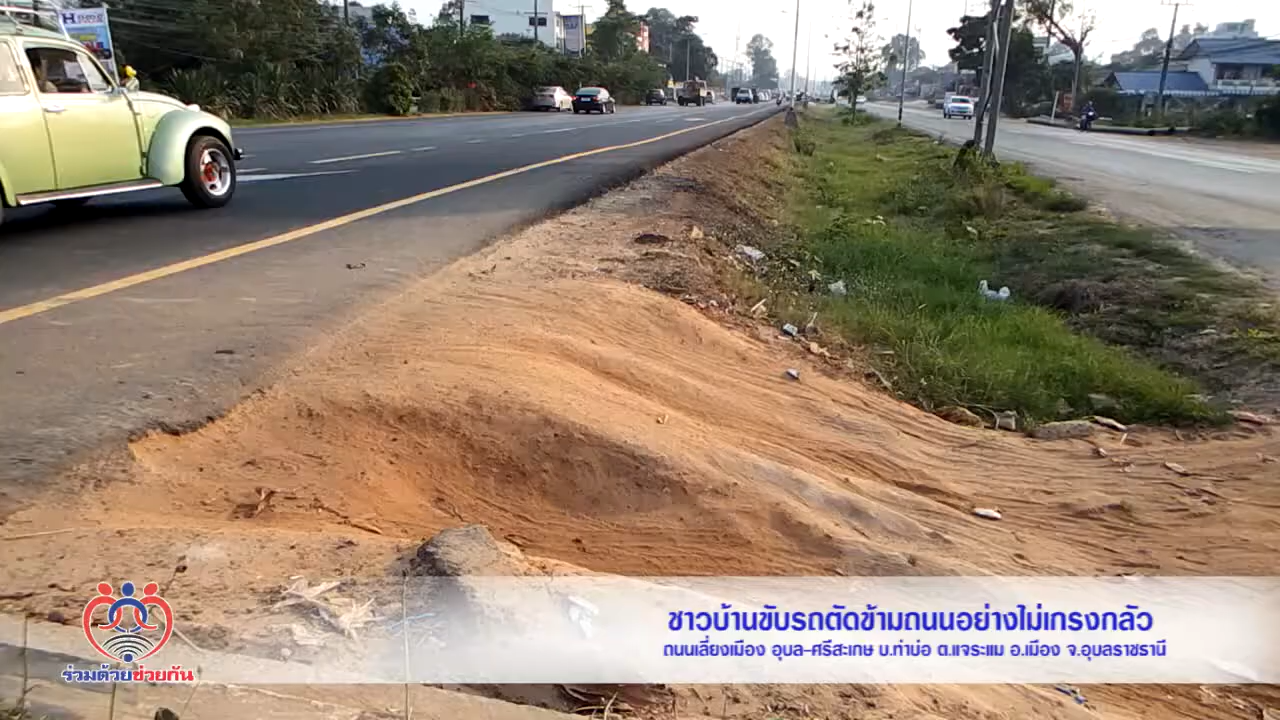 ชาวบ้านขับรถตัดข้ามถนนอย่างไม่เกรงกลัว
ถนนเลี่ยงเมือง อุบล-ศรีสะเกษ บ.ท่าบ่อ ต.แจระแม อ.เมือง จ.อุบลราชธานี
ร่วมด้วยช่วยกัน